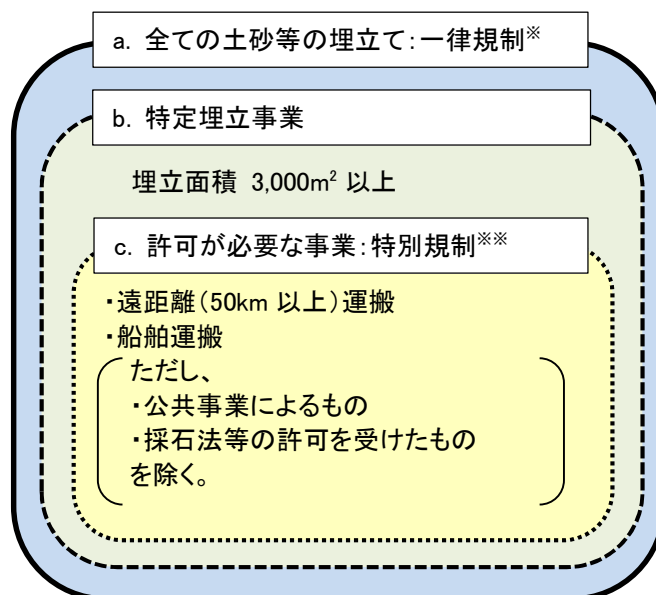 a. 全ての土砂等の埋立て：一律規制※
b. 特定埋立事業
埋立面積 3,000m² 以上
c. 許可が必要な事業：特別規制※※
・遠距離（50km 以上）運搬
・船舶運搬
ただし、
・公共事業によるもの
・採石法等の許可を受けたもの
を除く。